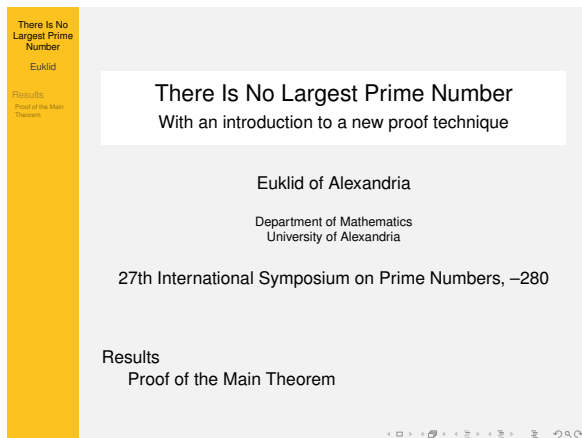 There Is No
Largest Prime
Number
Euklid
Results
Proof of the Main
Theorem
There Is No Largest Prime Number
With an introduction to a new proof technique
Euklid of Alexandria
Department of Mathematics
University of Alexandria
27th International Symposium on Prime Numbers, –280
Results
Proof of the Main Theorem